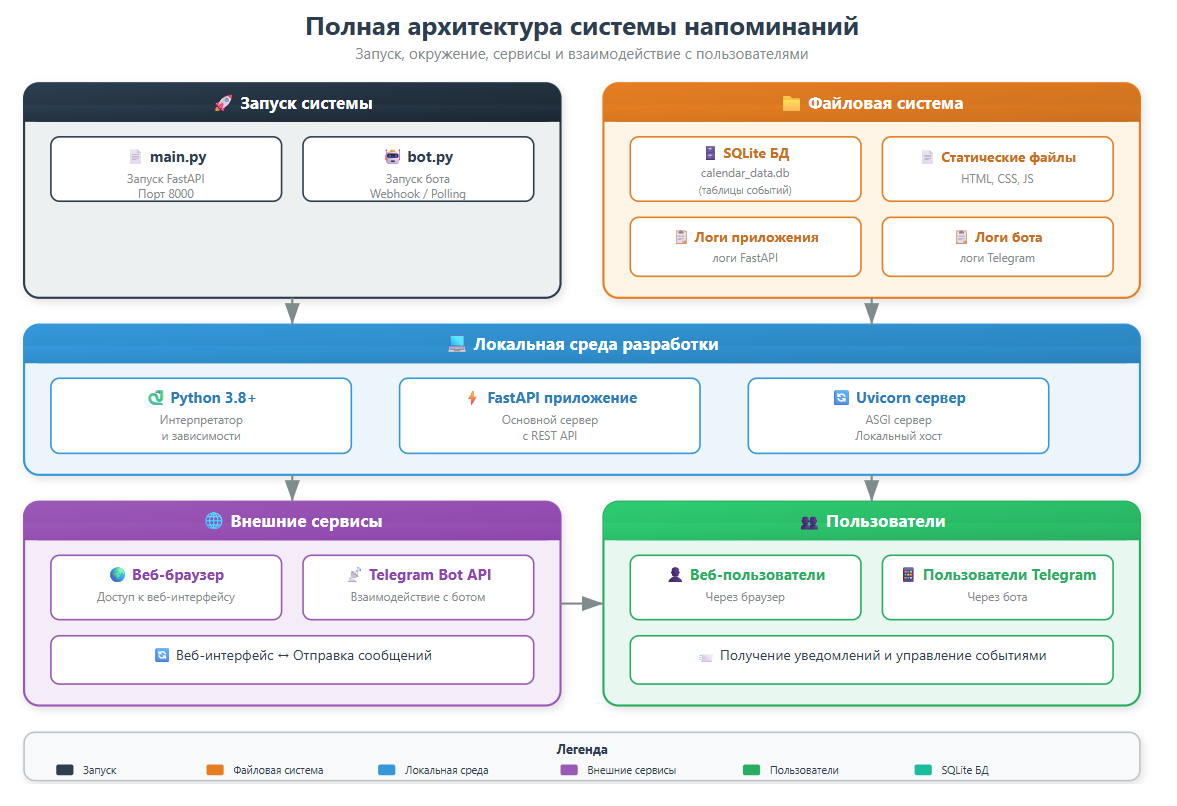 Полная архитектура системы напоминаний
Запуск, окружение, сервисы и взаимодействие с пользователями
Запуск системы
main.py
Запуск FastAPI
Порт 8000
bot.py
Запуск бота
Webhook / Polling
Файловая система
SQLite БД
calendar_data.db
(таблицы событий)
Статические файлы
HTML, CSS, JS
Логи приложения
логи FastAPI
Логи бота
логи Telegram
Локальная среда разработки
Python 3.8+
Интерпретатор
и зависимости
FastAPI приложение
Основной сервер
с REST API
Uvicorn сервер
ASGI сервер
Локальный хост
Внешние сервисы
Веб-браузер
Доступ к веб-интерфейсу
Telegram Bot API
Взаимодействие с ботом
Веб-интерфейс ↔ Отправка сообщений
Пользователи
Веб-пользователи
Через браузер
Пользователи Telegram
Через бота
Получение уведомлений и управление событиями
Легенда
Запуск
Файловая система
Локальная среда
Внешние сервисы
Пользователи
SQLite БД